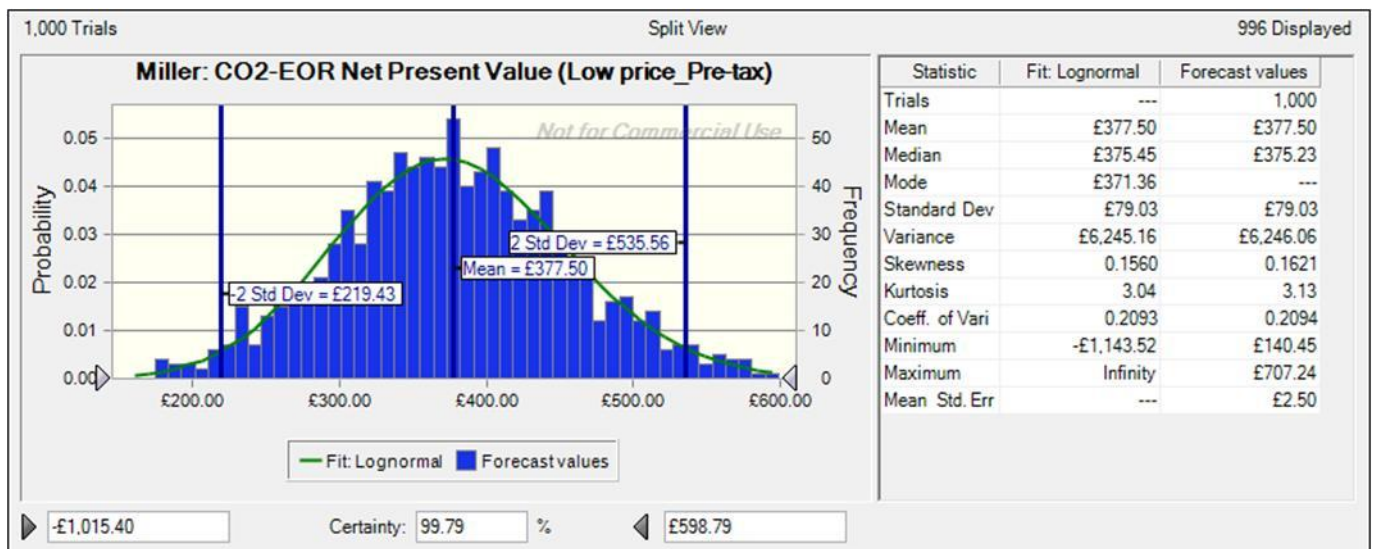 1,000 Trials Split View 996 Displayed
Miller: CO2-EOR Net Present Value (Low price_Pre-tax)
Not for Commercial Use
Probability
0.05
0.04
0.03
0.02
0.01
0.00
Frequency
50
40
30
20
10
0
2 Std Dev = £535.56
Mean = £377.50
-2 Std Dev = £219.43
£200.00 £300.00 £400.00 £500.00 £600.00
Fit: Lognormal Forecast values
Statistic Fit: Lognormal Forecast values
Trials --- 1,000
Mean £377.50 £377.50
Median £375.45 £375.23
Mode £371.36 ---
Standard Dev £79.03 £79.03
Variance £6,245.16 £6,246.06
Skewness 0.1560 0.1621
Kurtosis 3.04 3.13
Coeff. of Vari 0.2093 0.2094
Minimum -£1,143.52 £140.45
Maximum Infinity £707.24
Mean Std. Err --- £2.50
-£1,015.40 Certainty: 99.79 % £598.79